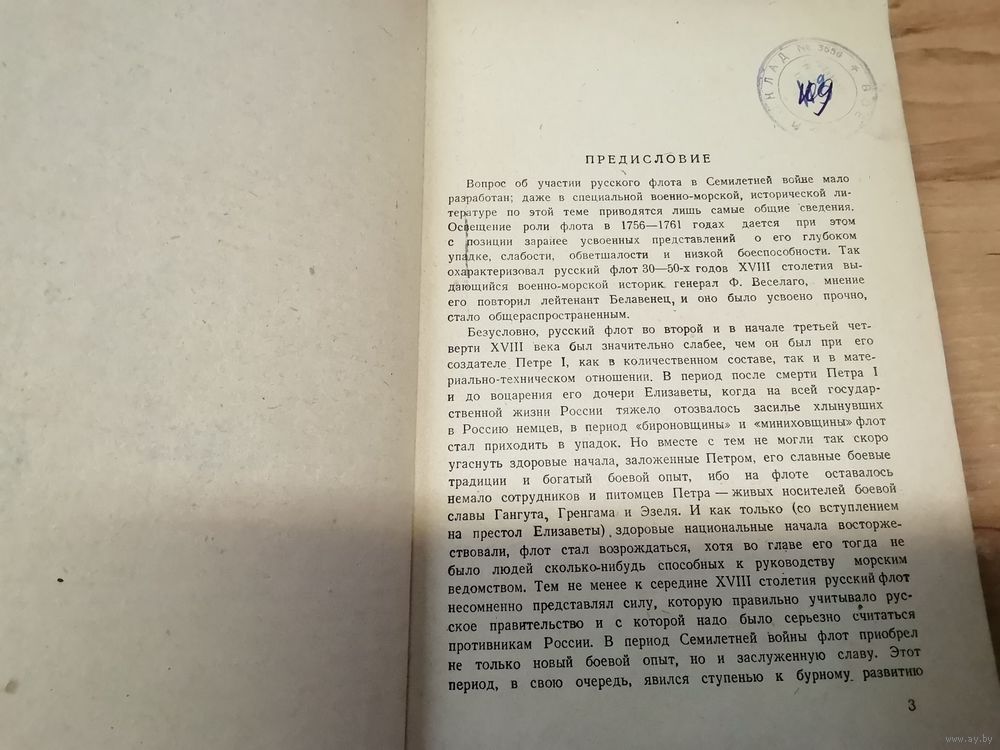 КЛАД № 3656 * ВО
109
ПРЕДИСЛОВИЕ
Вопрос об участии русского флота в Семилетней войне мало
разработан; даже в специальной военно-морской, исторической ли-
тературе по этой теме приводятся лишь самые общие сведения.
Освещение роли флота в 1756—1761 годах дается при этом
с позиции заранее усвоенных представлений о его глубоком
упадке, слабости, обветшалости и низкой боеспособности. Так
охарактеризовал русский флот 30—50-х годов XVIII столетия вы-
дающийся военно-морской историк генерал Ф. Веселаго, мнение
его повторил лейтенант Белавенец, и оно было усвоено прочно,
стало общераспространенным.
Безусловно, русский флот во второй и в начале третьей чет-
верти XVIII века был значительно слабее, чем он был при его
создателе Петре I, как в количественном составе, так и в мате-
риально-техническом отношении. В период после смерти Петра I
и до воцарения его дочери Елизаветы, когда на всей государ-
ственной жизни России тяжело отозвалось засилье хлынувших
в Россию немцев, в период «бироновщины» и «миниховщины» флот
стал приходить в упадок. Но вместе с тем не могли так скоро
угаснуть здоровые начала, заложенные Петром, его славные боевые
традиции и богатый боевой опыт, ибо на флоте оставалось
немало сотрудников и питомцев Петра — живых носителей боевой
славы Гангута, Гренгама и Эзеля. И как только (со вступлением
на престол Елизаветы) здоровые национальные начала восторже-
ствовали, флот стал возрождаться, хотя во главе его тогда не
было людей сколько-нибудь способных к руководству морским
ведомством. Тем не менее к середине XVIII столетия русский флот
несомненно представлял силу, которую правильно учитывало рус-
ское правительство и с которой надо было серьезно считаться
противникам России. В период Семилетней войны флот приобрел
не только новый боевой опыт, но и заслуженную славу. Этот
период, в свою очередь, явился ступенью к бурному развитию
3
www.ay.by